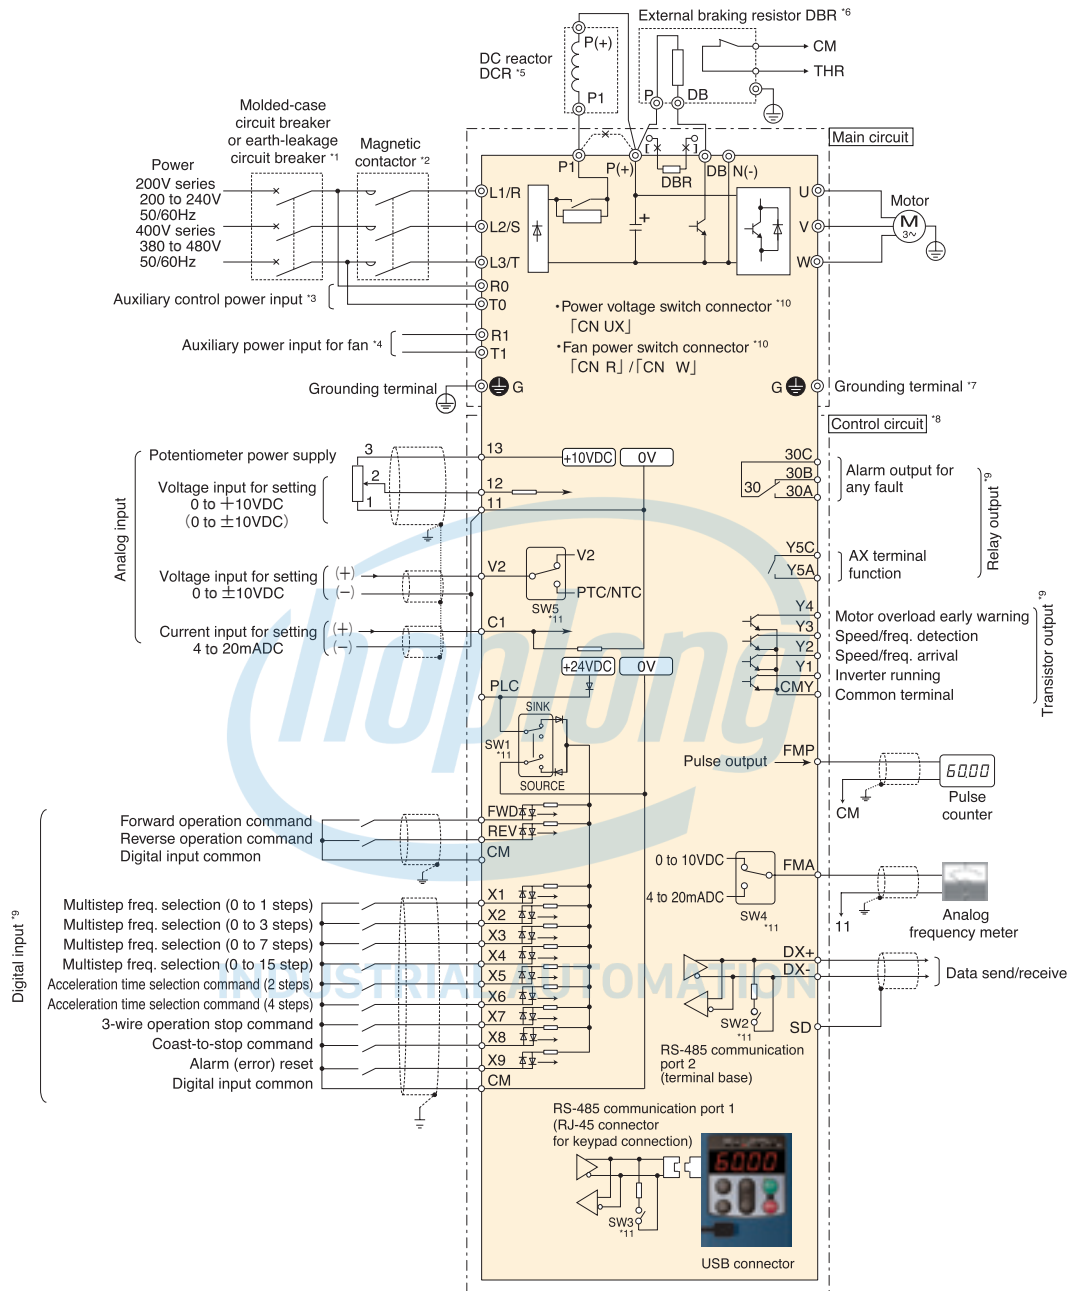 External braking resistor DBR *6
DC reactor
DCR *5
P(+)
P1
CM
THR
P
DB
Molded-case
circuit breaker
or earth-leakage
circuit breaker *1
Magnetic
contactor *2
Main circuit
Power
200V series
200 to 240V
50/60Hz
400V series
380 to 480V
50/60Hz
P1
P(+)
[ ]
DBR
DB
N(-)
L1/R
L2/S
L3/T
R0
T0
R1
T1
+
U
V
W
Motor
M
3~
Auxiliary control power input *3
Auxiliary power input for fan *4
・Power voltage switch connector *10
「CN UX」
・Fan power switch connector *10
「CN R」/「CN W」
Grounding terminal
G
G
Grounding terminal *7
Control circuit *8
Analog input
Potentiometer power supply
3
2
1
13
12
11
+10VDC
0V
Voltage input for setting
0 to +10VDC
(0 to ±10VDC)
Voltage input for setting
0 to ±10VDC
(+)
(-)
V2
V2
PTC/NTC
SW5
*11
Current input for setting
4 to 20mADC
(+)
(-)
C1
+24VDC
0V
PLC
SINK
SW1
*11
SOURCE
30C
30B
30
30A
Alarm output for
any fault
Y5C
Y5A
AX terminal
function
Relay output *9
Y4
Y3
Y2
Y1
CMY
Motor overload early warning
Speed/freq. detection
Speed/freq. arrival
Inverter running
Common terminal
Transistor output *9
Pulse output
FMP
60.00
Pulse
counter
CM
hoplong
INDUSTRIAL AUTOMATION
Digital input *9
Forward operation command
Reverse operation command
Digital input common
FWD
REV
CM
0 to 10VDC
4 to 20mADC
SW4
*11
FMA
11
Analog
frequency meter
Multistep freq. selection (0 to 1 steps)
Multistep freq. selection (0 to 3 steps)
Multistep freq. selection (0 to 7 steps)
Multistep freq. selection (0 to 15 step)
Acceleration time selection command (2 steps)
Acceleration time selection command (4 steps)
3-wire operation stop command
Coast-to-stop command
Alarm (error) reset
Digital input common
X1
X2
X3
X4
X5
X6
X7
X8
X9
CM
DX+
DX-
SD
SW2
*11
Data send/receive
RS-485 communication
port 2
(terminal base)
RS-485 communication port 1
(RJ-45 connector
for keypad connection)
SW3
*11
60.00
USB connector